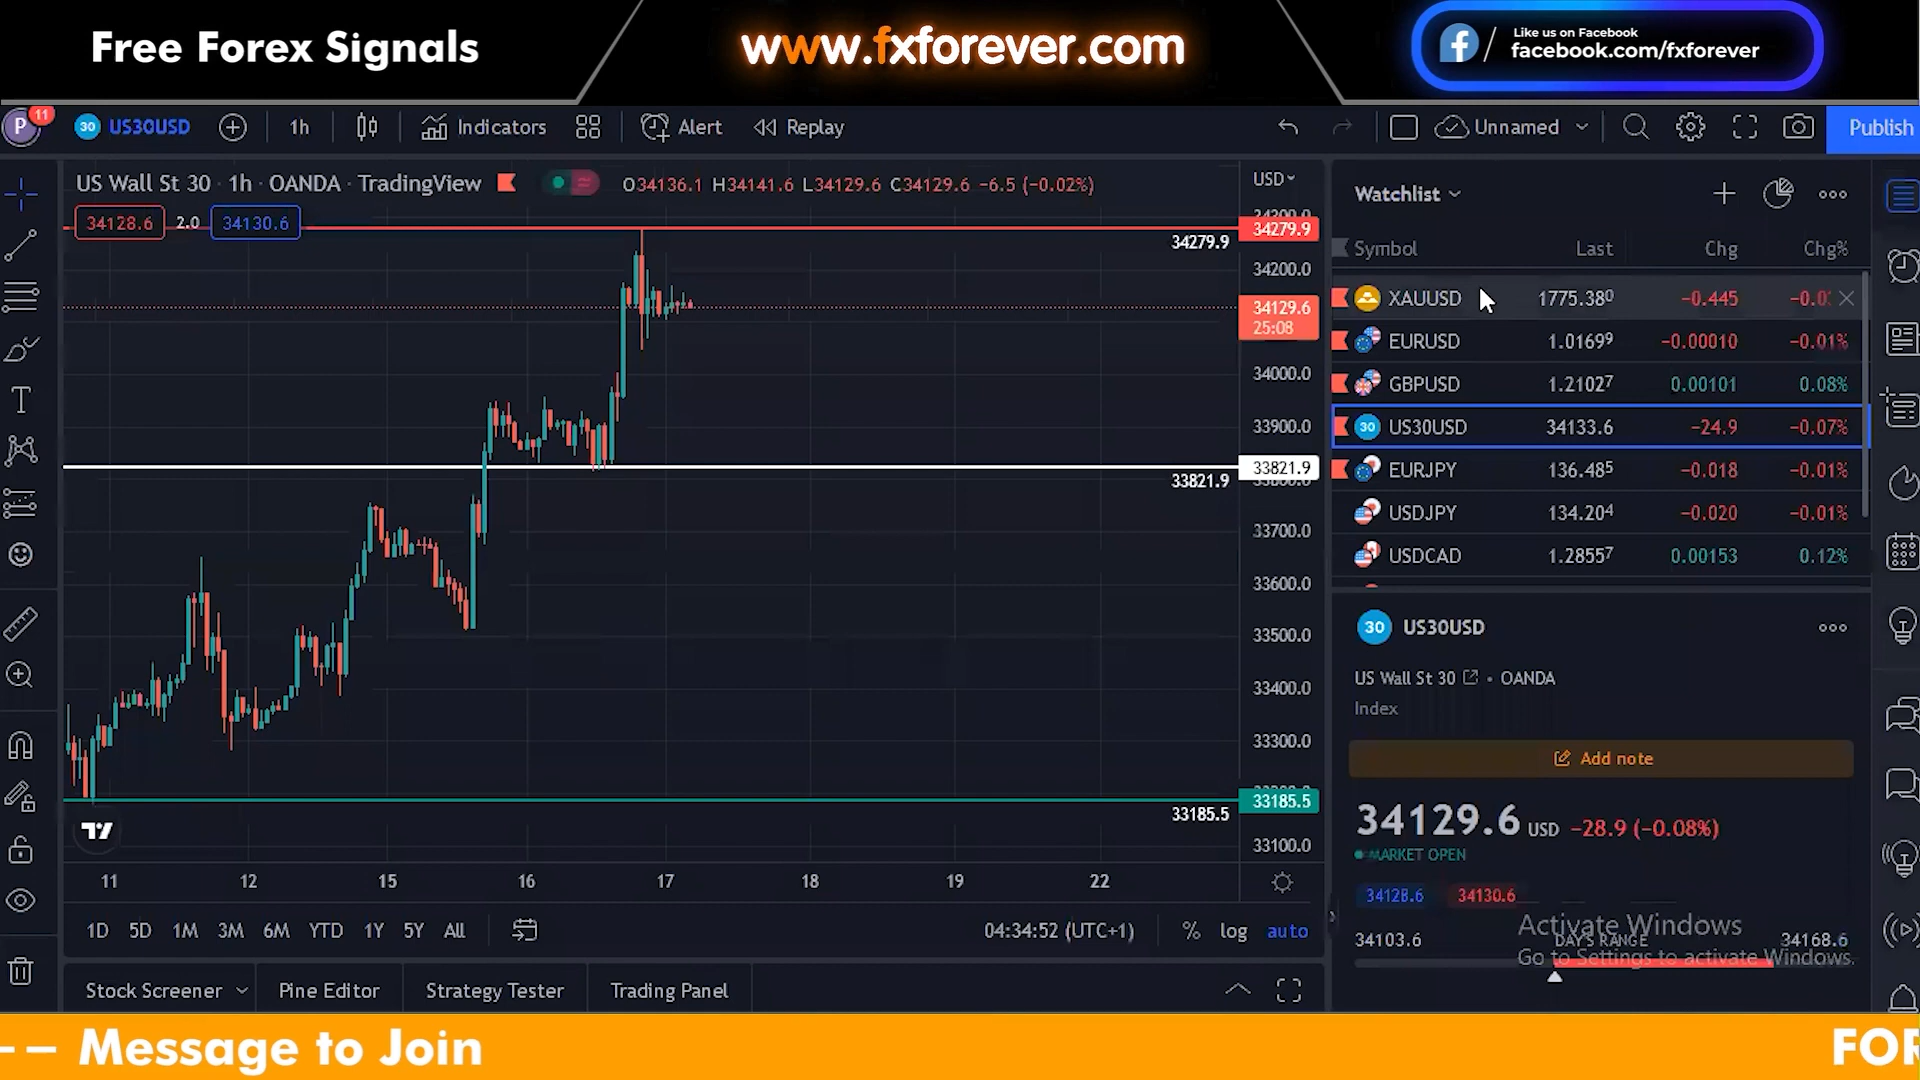 Free Forex Signals
www.fxforever.com
Like us on Facebook
facebook.com/fxforever
P 11
30 US30USD
1h
Indicators
Alert
Replay
Unnamed
Publish
US Wall St 30 · 1h · OANDA · TradingView
O34136.1 H34141.6 L34129.6 C34129.6 −6.5 (−0.02%)
34128.6 2.0 34130.6
USD
34279.9
34279.9
34200.0
34129.6
25:08
34000.0
33900.0
33821.9
33821.9
33700.0
33600.0
33500.0
33400.0
33300.0
33185.5
33185.5
33100.0
11 12 15 16 17 18 19 22
1D 5D 1M 3M 6M YTD 1Y 5Y All
04:34:52 (UTC+1)
% log auto
Stock Screener
Pine Editor
Strategy Tester
Trading Panel
Watchlist
Symbol Last Chg Chg%
XAUUSD 1775.380 −0.445
EURUSD 1.01699 −0.00010 −0.01%
GBPUSD 1.21027 0.00101 0.08%
30 US30USD 34133.6 −24.9 −0.07%
EURJPY 136.485 −0.018 −0.01%
USDJPY 134.204 −0.020 −0.01%
USDCAD 1.28557 0.00153 0.12%
30 US30USD
US Wall St 30 • OANDA
Index
Add note
34129.6 USD −28.9 (−0.08%)
MARKET OPEN
34128.6 34130.6
34103.6 DAY'S RANGE 34168.6
Activate Windows
Go to Settings to activate Windows.
-- Message to Join
FOR